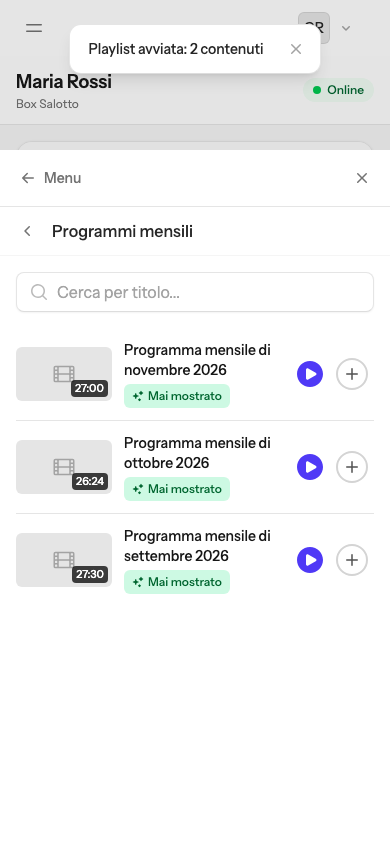 Playlist avviata: 2 contenuti
Maria Rossi
Box Salotto
Online
Menu
Programmi mensili
Cerca per titolo...
Programma mensile di
novembre 2026
27:00
Mai mostrato
Programma mensile di
ottobre 2026
26:24
Mai mostrato
Programma mensile di
settembre 2026
27:30
Mai mostrato